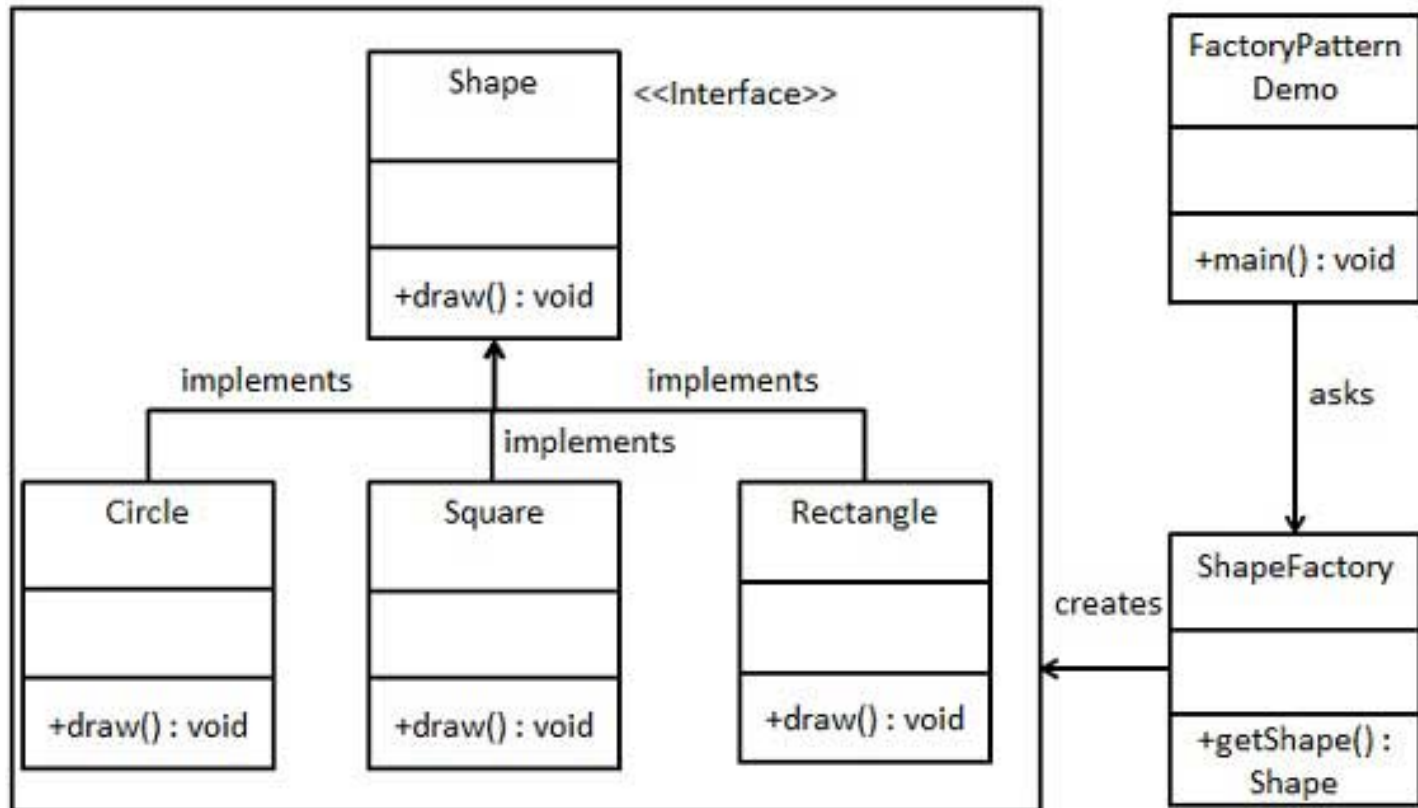 Shape
<<Interface>>
+draw() : void
implements
implements
implements
Circle
+draw() : void
Square
+draw() : void
Rectangle
+draw() : void
FactoryPattern
Demo
+main() : void
asks
ShapeFactory
+getShape() :
Shape
creates